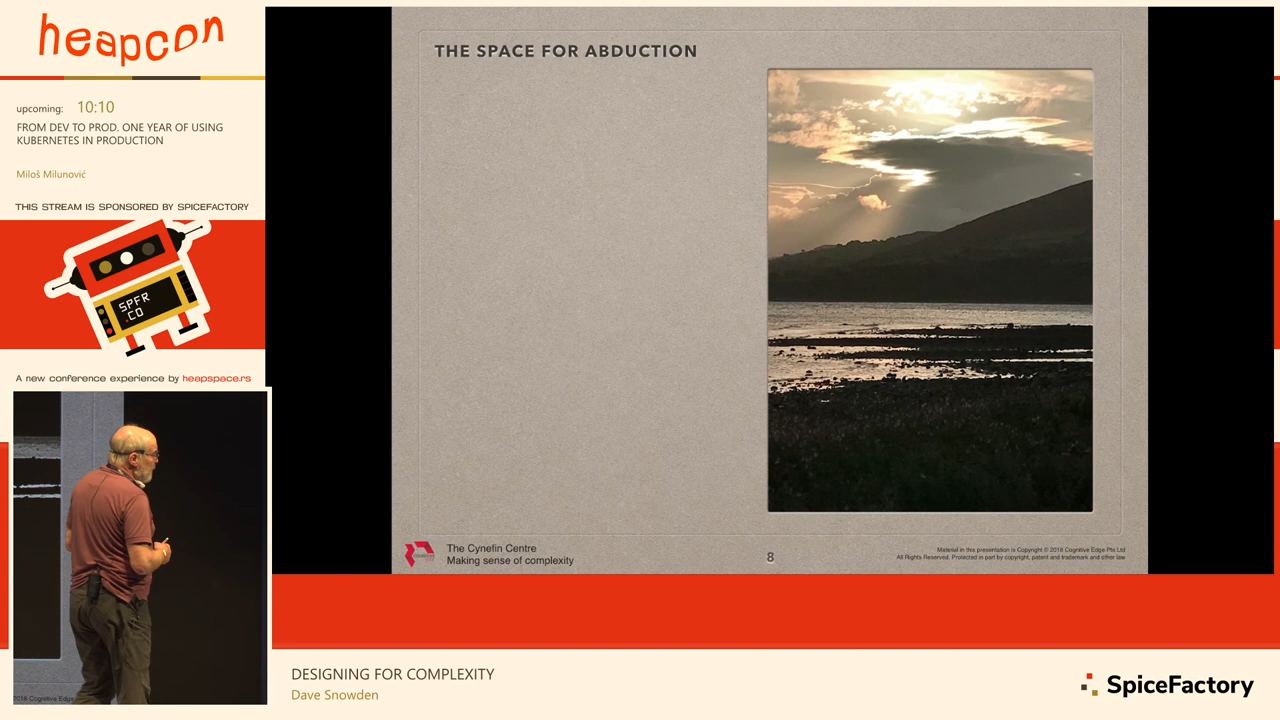 heapcon
upcoming: 10:10
FROM DEV TO PROD. ONE YEAR OF USING
KUBERNETES IN PRODUCTION
Miloš Milunović
THIS STREAM IS SPONSORED BY SPICEFACTORY
SPFR
.CO
A new conference experience by heapspace.rs
THE SPACE FOR ABDUCTION
The Cynefin Centre
Making sense of complexity
8
Material in this presentation is Copyright © 2018 Cognitive Edge Pte Ltd
All Rights Reserved. Protected in part by copyright, patent and trademark and other law
2018 Cognitive Edge
DESIGNING FOR COMPLEXITY
Dave Snowden
SpiceFactory